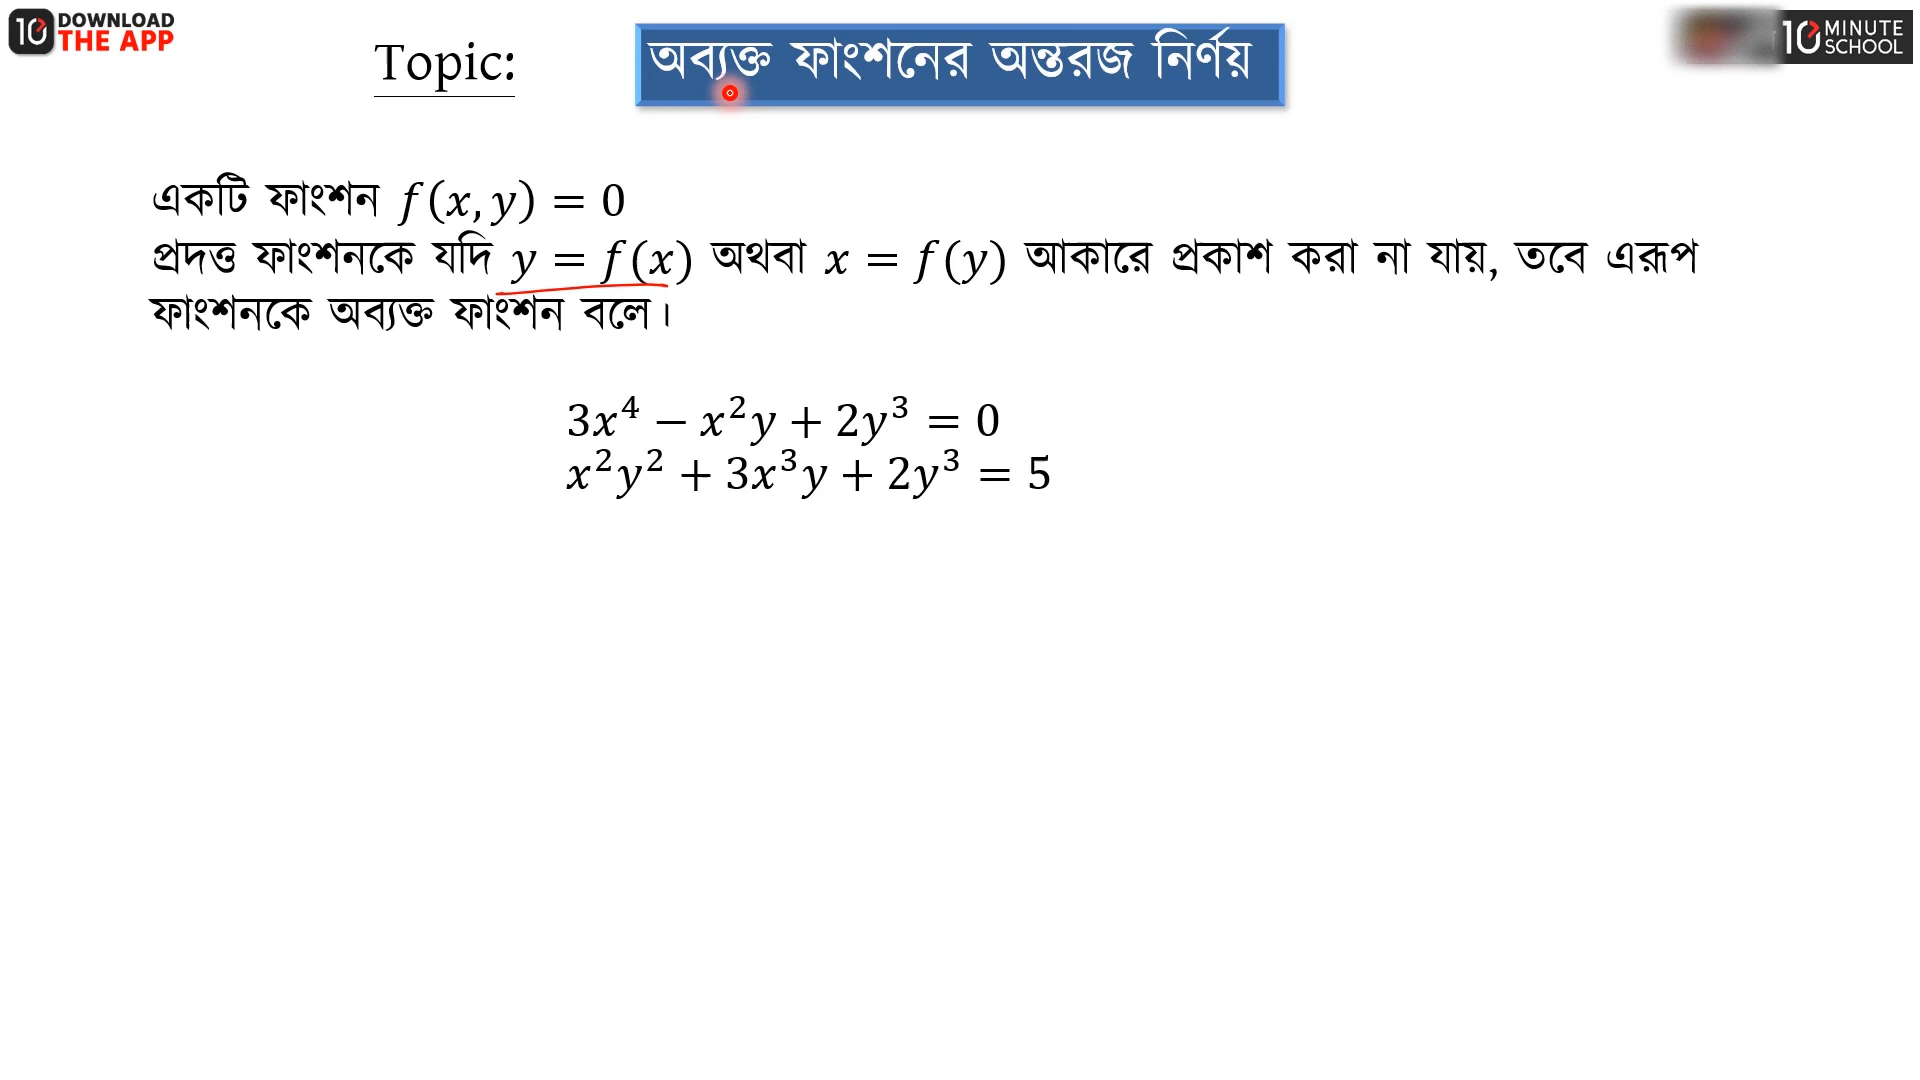 10 DOWNLOAD THE APP
Topic:
অব্যক্ত ফাংশনের অন্তরজ নির্ণয়
10 MINUTE SCHOOL
একটি ফাংশন f(x, y) = 0
প্রদত্ত ফাংশনকে যদি y = f(x) অথবা x = f(y) আকারে প্রকাশ করা না যায়, তবে এরূপ
ফাংশনকে অব্যক্ত ফাংশন বলে।
3x⁴ − x²y + 2y³ = 0
x²y² + 3x³y + 2y³ = 5